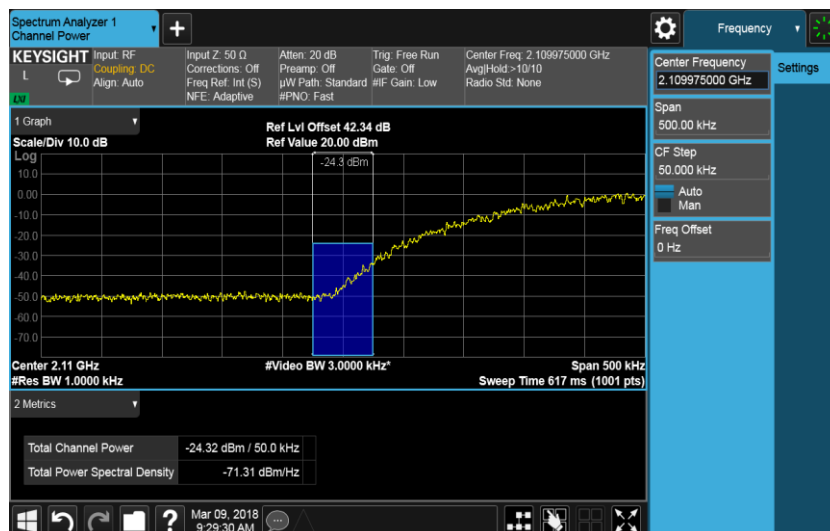 Spectrum Analyzer 1
Channel Power
+
Frequency
KEYSIGHT
L
LXI
Input: RF
Coupling: DC
Align: Auto
Input Z: 50 Ω
Corrections: Off
Freq Ref: Int (S)
NFE: Adaptive
Atten: 20 dB
Preamp: Off
µW Path: Standard
#PNO: Fast
Trig: Free Run
Gate: Off
#IF Gain: Low
Center Freq: 2.109975000 GHz
Avg|Hold:>10/10
Radio Std: None
1 Graph
Scale/Div 10.0 dB
Ref Lvl Offset 42.34 dB
Ref Value 20.00 dBm
Log
-24.3 dBm
10.0
0.00
-10.0
-20.0
-30.0
-40.0
-50.0
-60.0
-70.0
Center 2.11 GHz
#Video BW 3.0000 kHz*
Span 500 kHz
#Res BW 1.0000 kHz
Sweep Time 617 ms (1001 pts)
2 Metrics
Total Channel Power -24.32 dBm / 50.0 kHz
Total Power Spectral Density -71.31 dBm/Hz
Center Frequency
2.109975000 GHz
Settings
Span
500.00 kHz
CF Step
50.000 kHz
Auto
Man
Freq Offset
0 Hz
?
Mar 09, 2018
9:29:30 AM